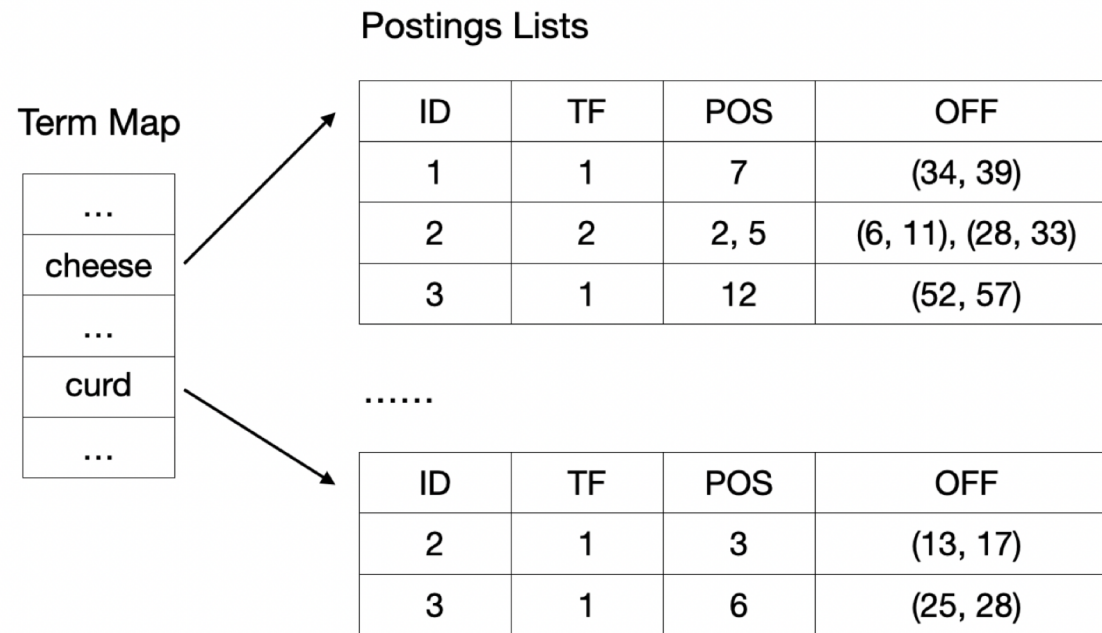 Postings Lists
Term Map
...
cheese
...
curd
...
ID TF POS OFF
1 1 7 (34, 39)
2 2 2, 5 (6, 11), (28, 33)
3 1 12 (52, 57)
......
ID TF POS OFF
2 1 3 (13, 17)
3 1 6 (25, 28)